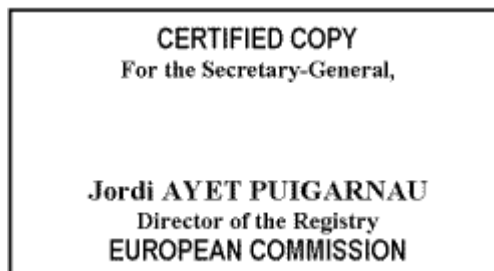 CERTIFIED COPY
For the Secretary-General,
Jordi AYET PUIGARNAU
Director of the Registry
EUROPEAN COMMISSION